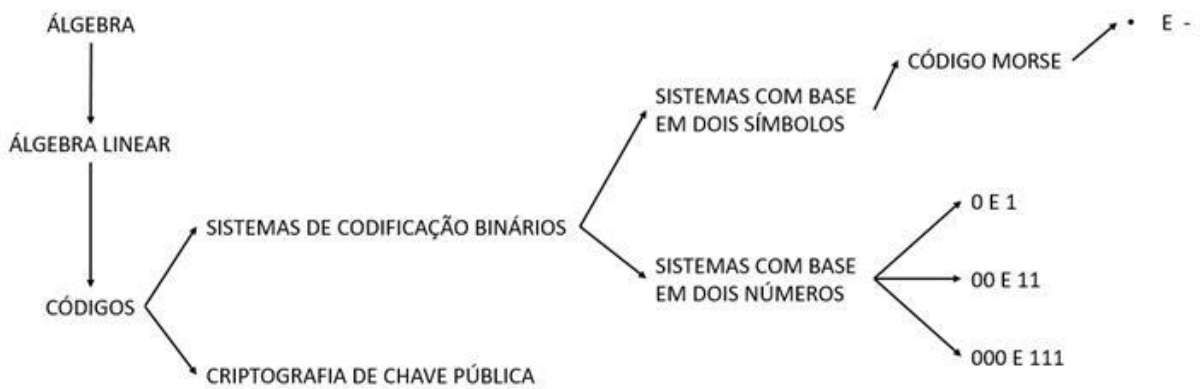 ÁLGEBRA
ÁLGEBRA LINEAR
CÓDIGOS
SISTEMAS DE CODIFICAÇÃO BINÁRIOS
CRIPTOGRAFIA DE CHAVE PÚBLICA
SISTEMAS COM BASE
EM DOIS SÍMBOLOS
CÓDIGO MORSE
• E -
SISTEMAS COM BASE
EM DOIS NÚMEROS
0 E 1
00 E 11
000 E 111